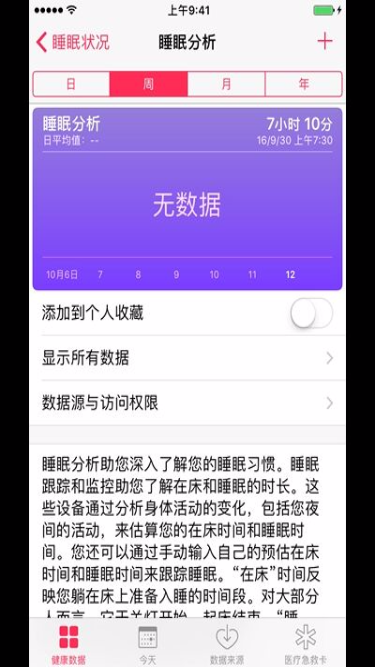 上午9:41
睡眠状况
睡眠分析
日
周
月
年
睡眠分析
7小时 10分
日平均值：--
16/9/30 上午7:30
无数据
10月6日 7 8 9 10 11 12
添加到个人收藏
显示所有数据
数据源与访问权限
睡眠分析助您深入了解您的睡眠习惯。睡眠
跟踪和监控助您了解在床和睡眠的时长。这
些设备通过分析身体活动的变化，包括您夜
间的活动，来估算您的在床时间和睡眠时
间。您还可以通过手动输入自己的预估在床
时间和睡眠时间来跟踪睡眠。“在床”时间反
映您躺在床上准备入睡的时间段。对大部分
人而言，它于关灯开始，起床结束。“睡
健康数据
今天
数据来源
医疗急救卡